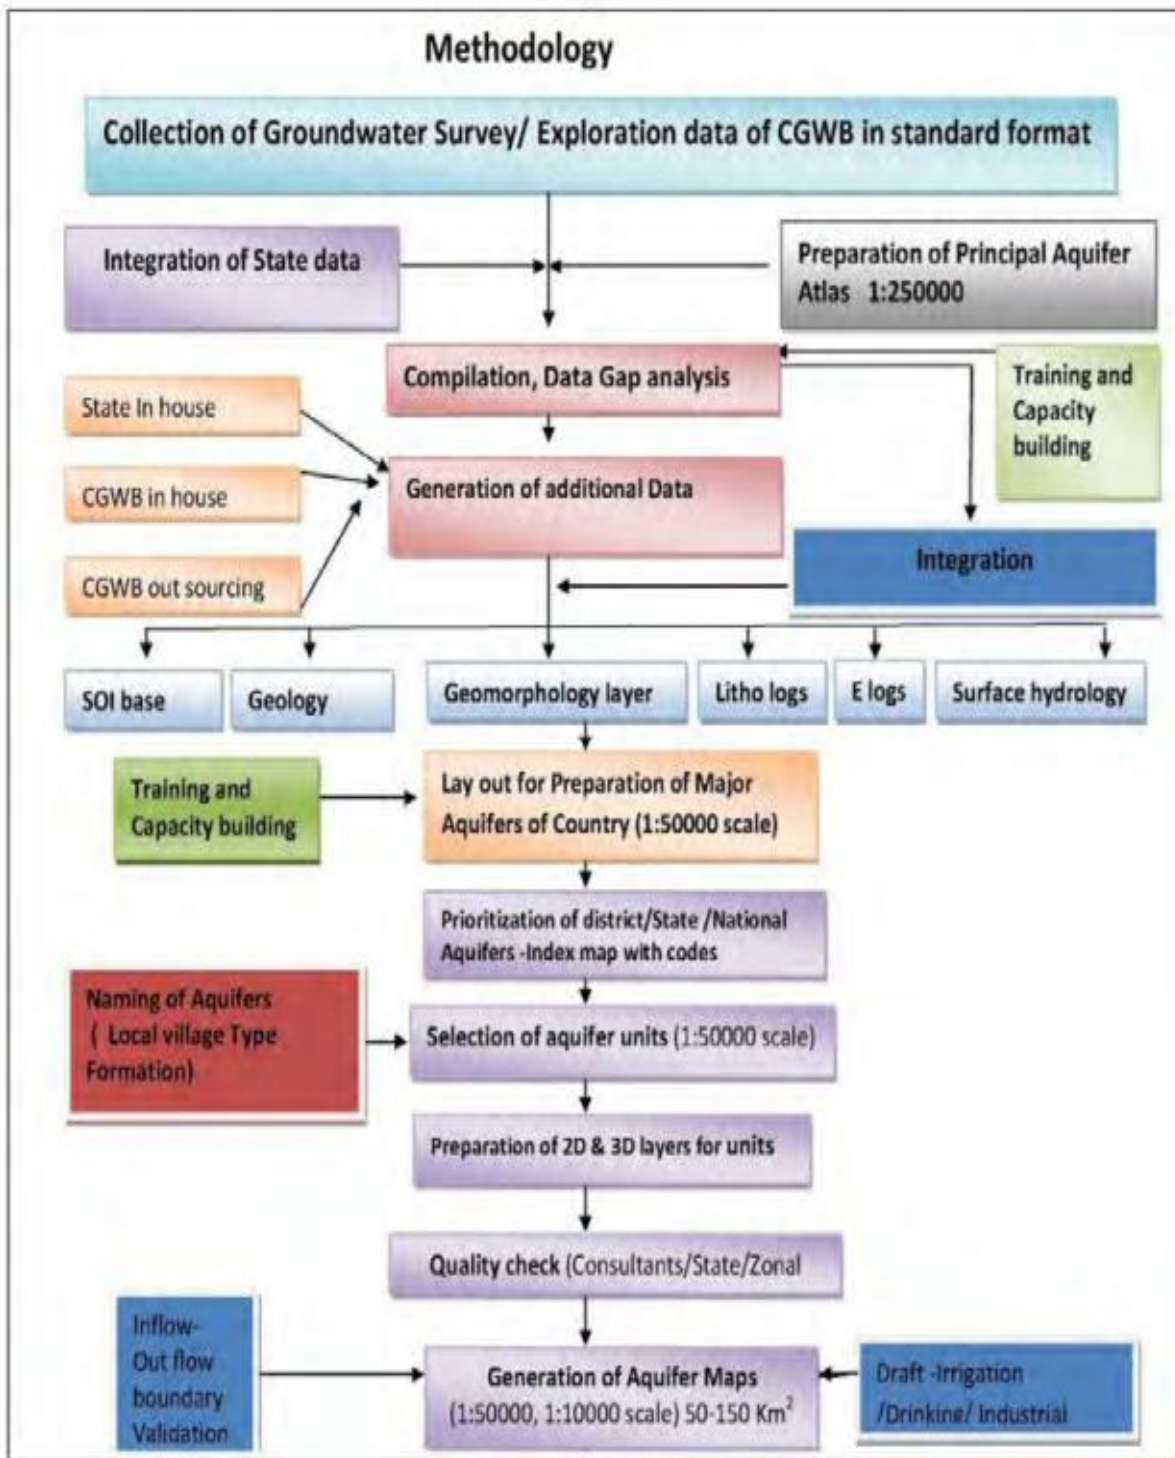 Methodology
Collection of Groundwater Survey/ Exploration data of CGWB in standard format
Integration of State data
Preparation of Principal Aquifer
Atlas 1:250000
Compilation, Data Gap analysis
Training and
Capacity
building
State In house
CGWB in house
CGWB out sourcing
Generation of additional Data
Integration
SOI base
Geology
Geomorphology layer
Litho logs
E logs
Surface hydrology
Training and
Capacity building
Lay out for Preparation of Major
Aquifers of Country (1:50000 scale)
Prioritization of district/State /National
Aquifers -Index map with codes
Naming of Aquifers
( Local village Type
Formation)
Selection of aquifer units (1:50000 scale)
Preparation of 2D & 3D layers for units
Quality check (Consultants/State/Zonal
Inflow-
Out flow
boundary
Validation
Generation of Aquifer Maps
(1:50000, 1:10000 scale) 50-150 Km²
Draft -Irrigation
/Drinkine/ Industrial